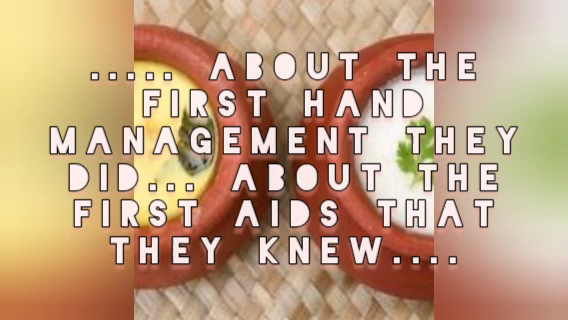 ..... ABOUT THE
FIRST HAND
MANAGEMENT THEY
DID... ABOUT THE
FIRST AIDS THAT
THEY KNEW....